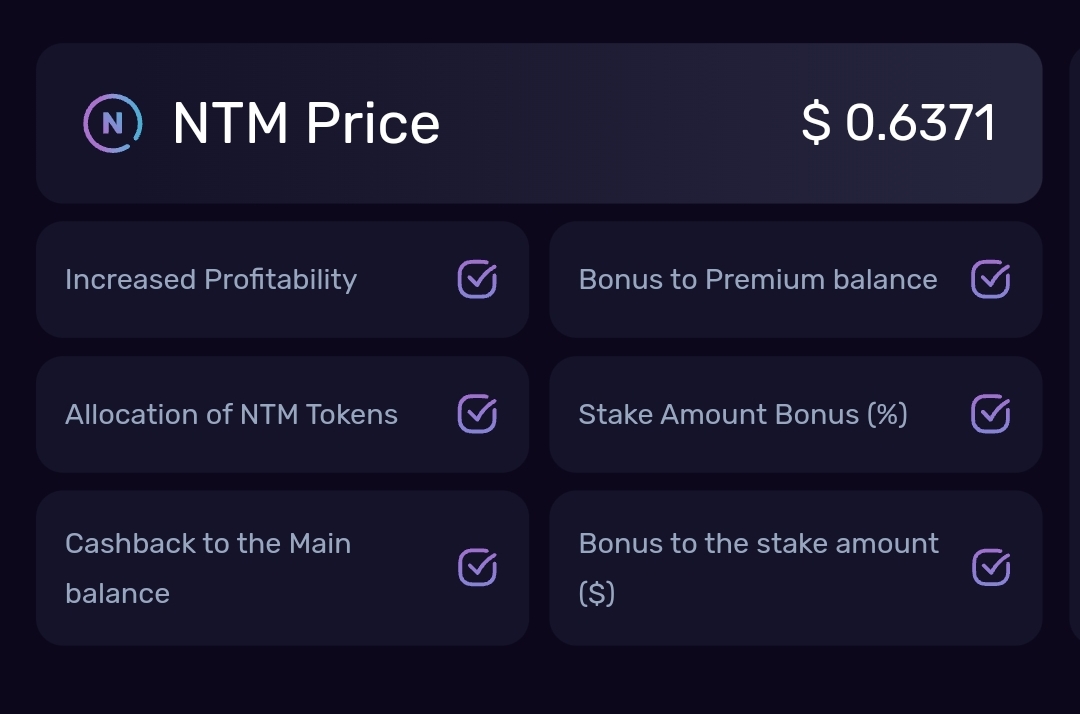 N NTM Price $ 0.6371
Increased Profitability
Bonus to Premium balance
Allocation of NTM Tokens
Stake Amount Bonus (%)
Cashback to the Main
balance
Bonus to the stake amount
($)